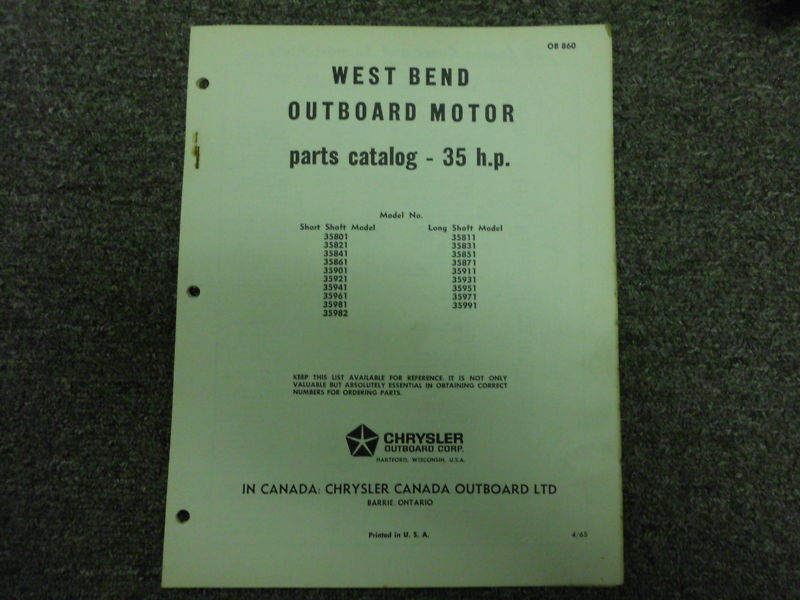 OB 860
WEST BEND
OUTBOARD MOTOR
parts catalog - 35 h.p.
Model No.
Short Shaft Model
35801
35821
35841
35861
35901
35921
35941
35961
35981
35982
Long Shaft Model
35811
35831
35851
35871
35911
35931
35951
35971
35991
KEEP THIS LIST AVAILABLE FOR REFERENCE. IT IS NOT ONLY
VALUABLE BUT ABSOLUTELY ESSENTIAL IN OBTAINING CORRECT
NUMBERS FOR ORDERING PARTS.
CHRYSLER
OUTBOARD CORP.
HARTFORD, WISCONSIN, U.S.A.
IN CANADA: CHRYSLER CANADA OUTBOARD LTD
BARRIE, ONTARIO
Printed in U. S. A.
4/65